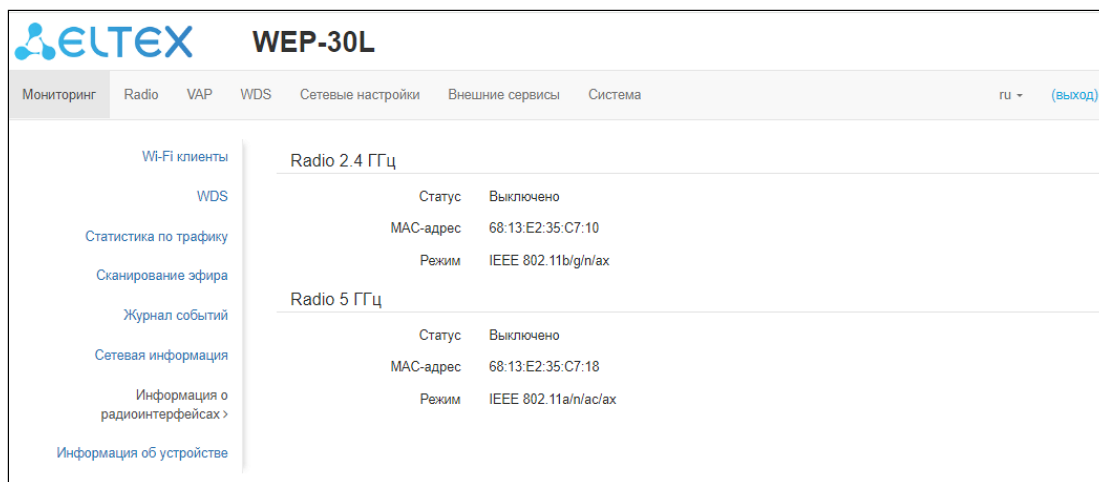 ELTEX WEP-30L
Мониторинг Radio VAP WDS Сетевые настройки Внешние сервисы Система ru (выход)
Wi-Fi клиенты
WDS
Статистика по трафику
Сканирование эфира
Журнал событий
Сетевая информация
Информация о
радиоинтерфейсах >
Информация об устройстве
Radio 2.4 ГГц
Статус Выключено
MAC-адрес 68:13:E2:35:C7:10
Режим IEEE 802.11b/g/n/ax
Radio 5 ГГц
Статус Выключено
MAC-адрес 68:13:E2:35:C7:18
Режим IEEE 802.11a/n/ac/ax